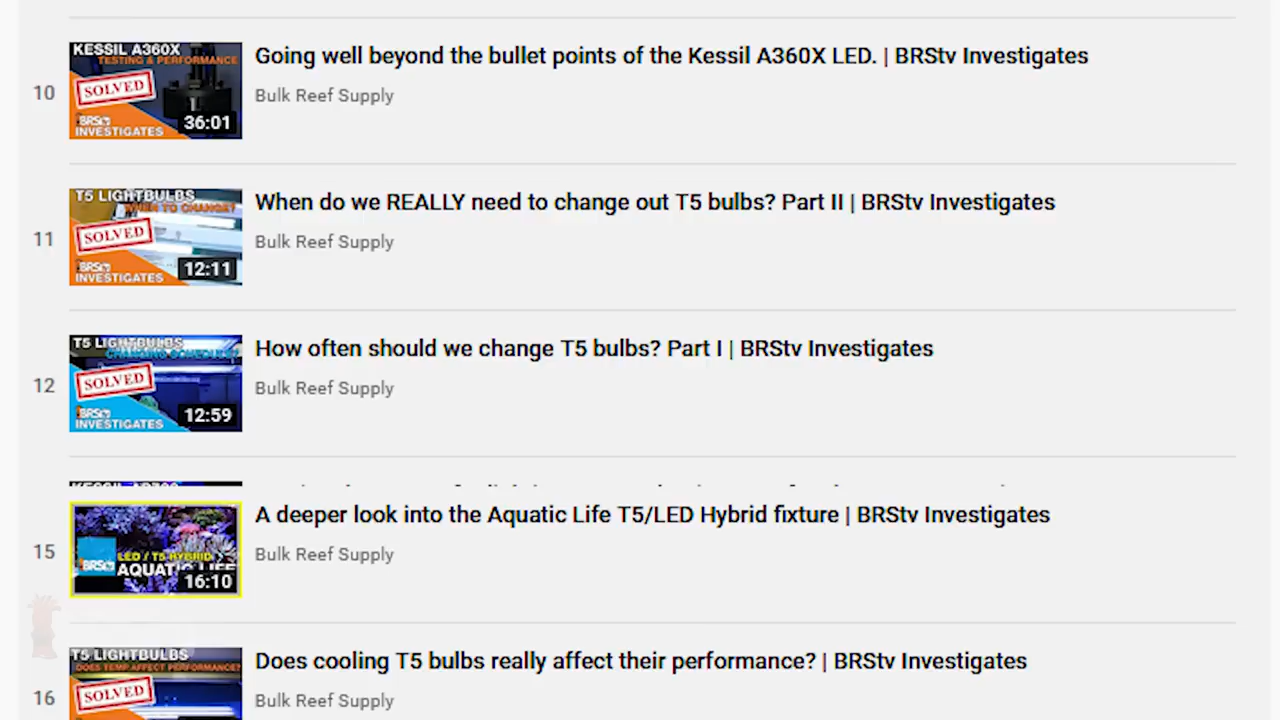 10
KESSIL A360X
TESTING & PERFORMANCE
SOLVED
BRStv
INVESTIGATES
36:01
Going well beyond the bullet points of the Kessil A360X LED. | BRStv Investigates
Bulk Reef Supply
11
T5 LIGHTBULBS
WHEN TO CHANGE?
SOLVED
BRStv
INVESTIGATES
12:11
When do we REALLY need to change out T5 bulbs? Part II | BRStv Investigates
Bulk Reef Supply
12
T5 LIGHTBULBS
CHANGING SCHEDULE?
SOLVED
BRStv
INVESTIGATES
12:59
How often should we change T5 bulbs? Part I | BRStv Investigates
Bulk Reef Supply
15
BRStv
LED / T5 HYBRID
AQUATIC LIFE
16:10
A deeper look into the Aquatic Life T5/LED Hybrid fixture | BRStv Investigates
Bulk Reef Supply
16
T5 LIGHTBULBS
DOES TEMP AFFECT PERFORMANCE?
SOLVED
Does cooling T5 bulbs really affect their performance? | BRStv Investigates
Bulk Reef Supply